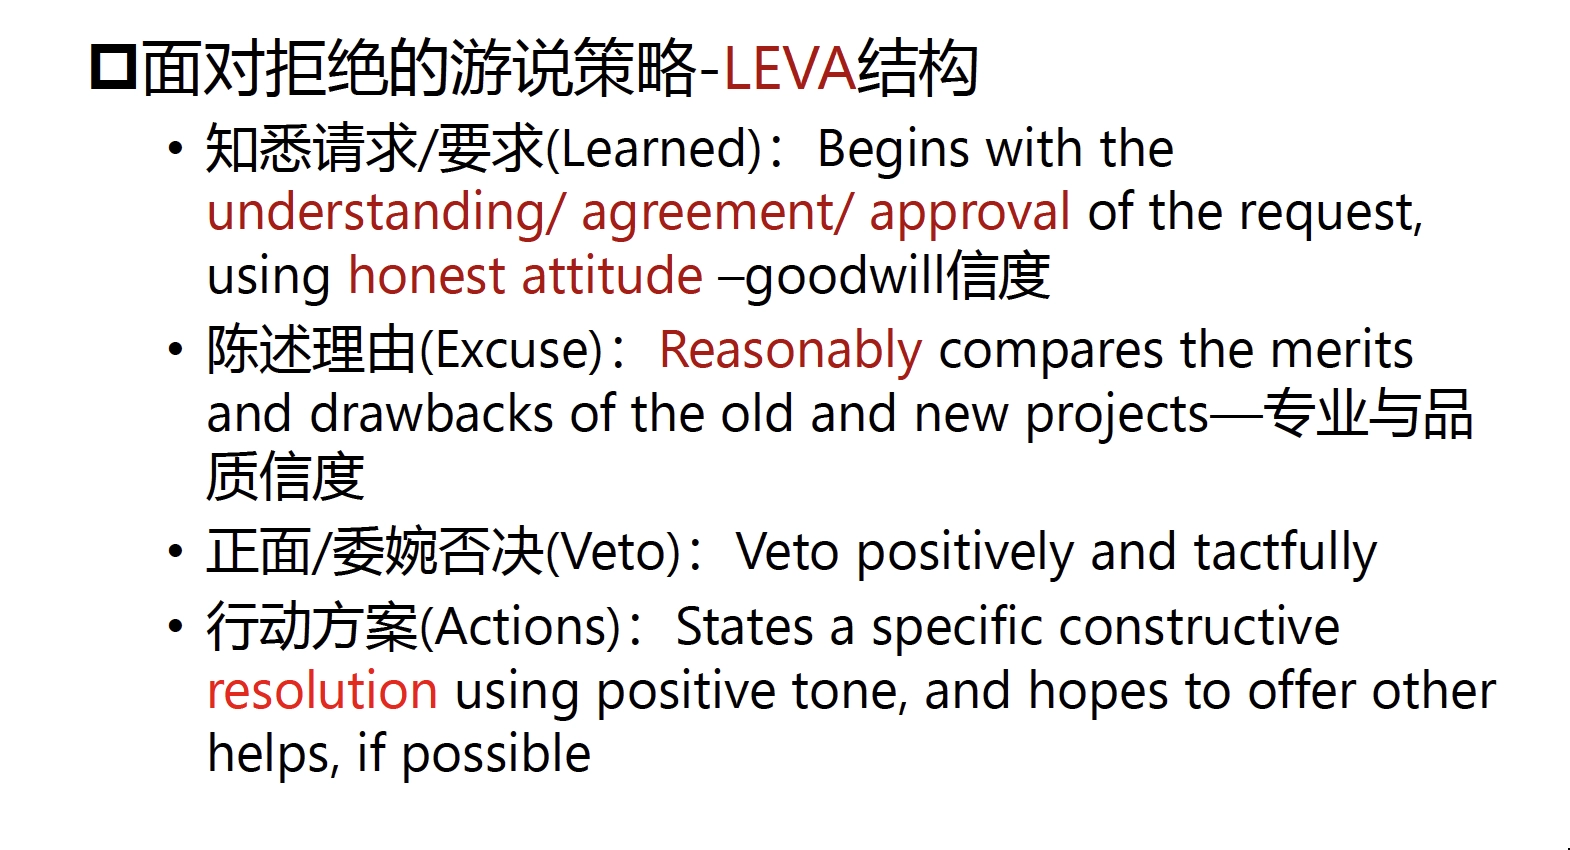 面对拒绝的游说策略-LEVA结构
• 知悉请求/要求(Learned)：Begins with the
understanding/ agreement/ approval of the request,
using honest attitude –goodwill信度
• 陈述理由(Excuse)：Reasonably compares the merits
and drawbacks of the old and new projects—专业与品
质信度
• 正面/委婉否决(Veto)：Veto positively and tactfully
• 行动方案(Actions)：States a specific constructive
resolution using positive tone, and hopes to offer other
helps, if possible